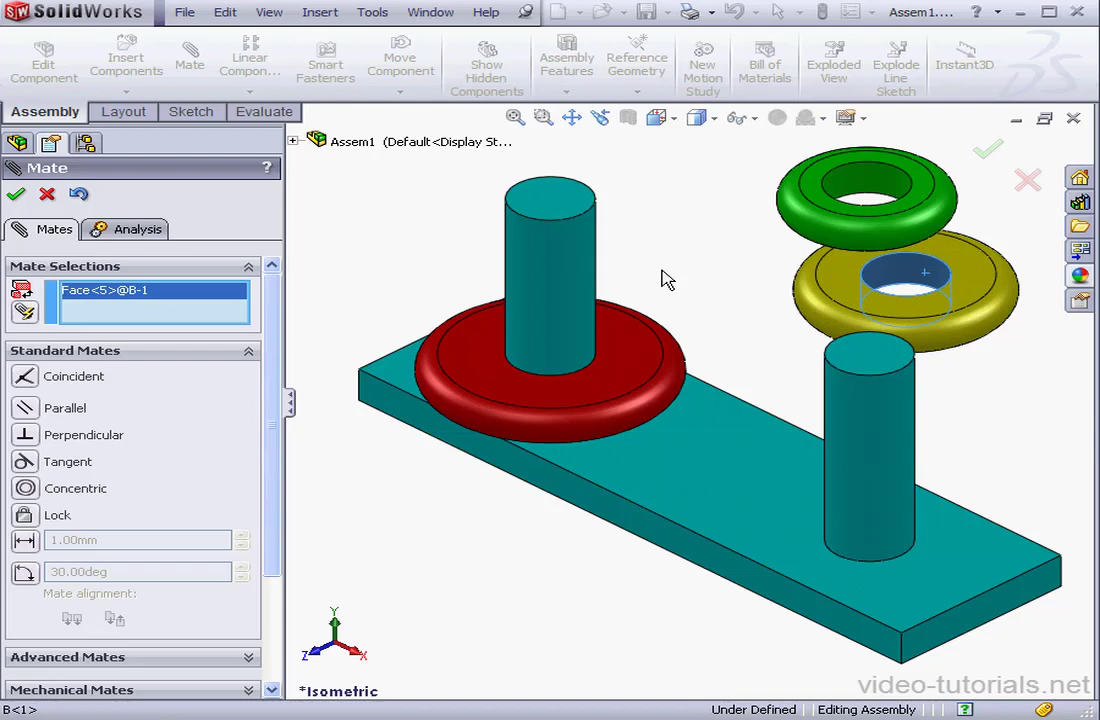 SolidWorks File Edit View Insert Tools Window Help Assem1.... ?
Edit Component
Insert Components
Mate
Linear Compon...
Smart Fasteners
Move Component
Show Hidden Components
Assembly Features
Reference Geometry
New Motion Study
Bill of Materials
Exploded View
Explode Line Sketch
Instant3D
Assembly Layout Sketch Evaluate
Assem1 (Default<Display St...
Mate ?
Mates Analysis
Mate Selections
Face<5>@B-1
Standard Mates
Coincident
Parallel
Perpendicular
Tangent
Concentric
Lock
1.00mm
30.00deg
Mate alignment:
Advanced Mates
Mechanical Mates
Y
Z X
*Isometric
video-tutorials.net
B<1> Under Defined Editing Assembly ?